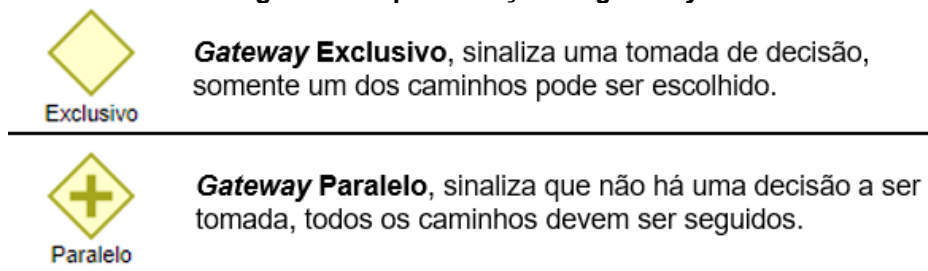 Gateway Exclusivo, sinaliza uma tomada de decisão,
somente um dos caminhos pode ser escolhido.
Exclusivo
Gateway Paralelo, sinaliza que não há uma decisão a ser
tomada, todos os caminhos devem ser seguidos.
Paralelo